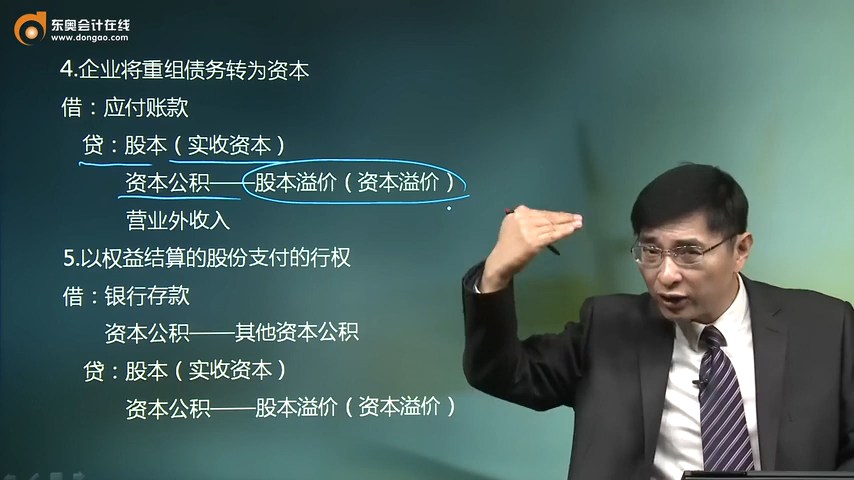 东奥会计在线
www.dongao.com
4.企业将重组债务转为资本
借：应付账款
贷：股本（实收资本）
资本公积——股本溢价（资本溢价）
营业外收入
5.以权益结算的股份支付的行权
借：银行存款
资本公积——其他资本公积
贷：股本（实收资本）
资本公积——股本溢价（资本溢价）